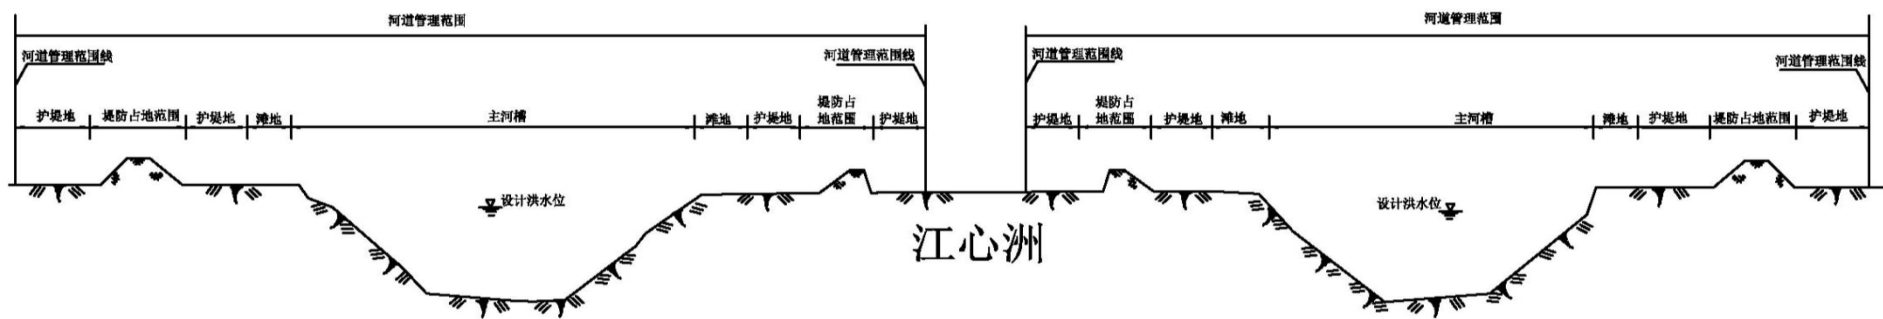 河道管理范围
河道管理范围
河道管理范围线
河道管理范围线
河道管理范围线
河道管理范围线
护堤地
堤防占地范围
护堤地
滩地
主河槽
滩地
护堤地
堤防占
地范围
护堤地
护堤地
堤防占
地范围
护堤地
滩地
主河槽
滩地
护堤地
堤防占地范围
护堤地
设计洪水位
设计洪水位
江心洲